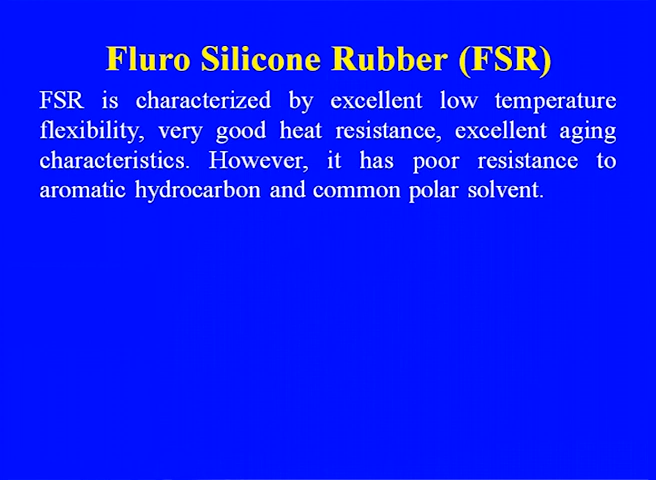 Fluro Silicone Rubber (FSR)
FSR is characterized by excellent low temperature
flexibility, very good heat resistance, excellent aging
characteristics. However, it has poor resistance to
aromatic hydrocarbon and common polar solvent.